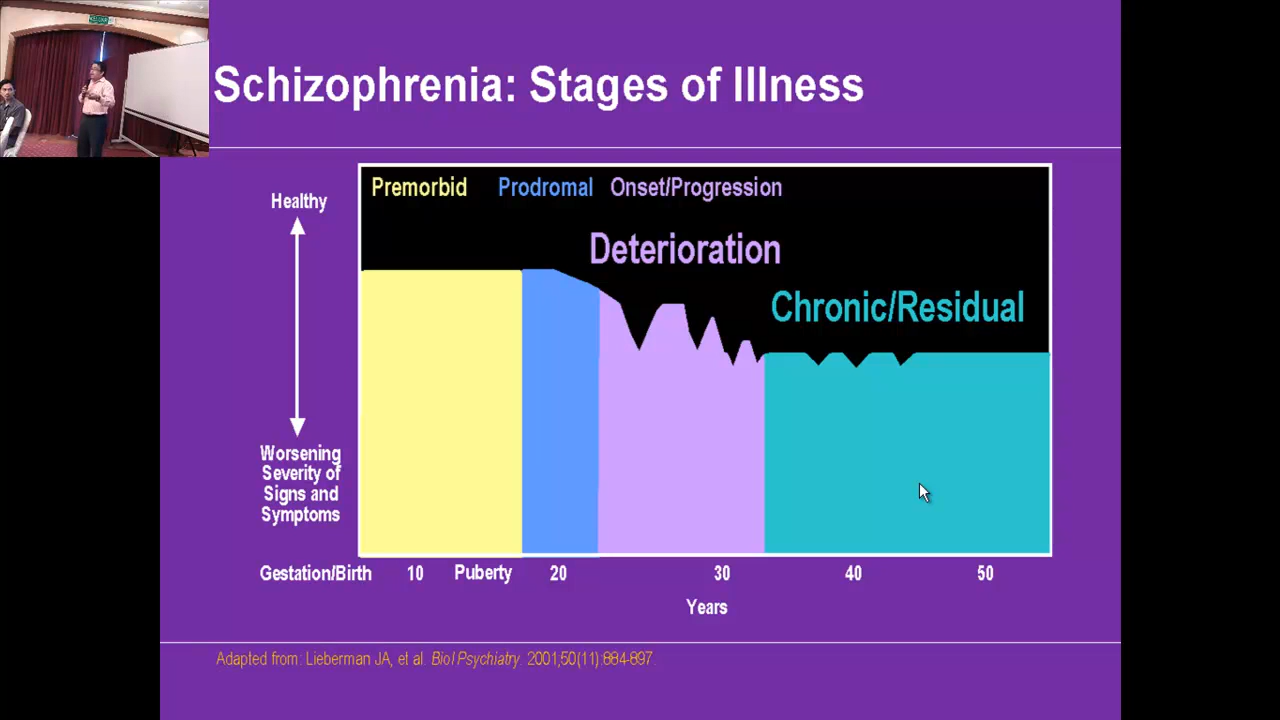 Schizophrenia: Stages of Illness
Premorbid Prodromal Onset/Progression
Healthy
Deterioration
Chronic/Residual
Worsening
Severity of
Signs and
Symptoms
Gestation/Birth 10 Puberty 20 30 40 50
Years
Adapted from: Lieberman JA, et al. Biol Psychiatry. 2001;50(11):884-897.